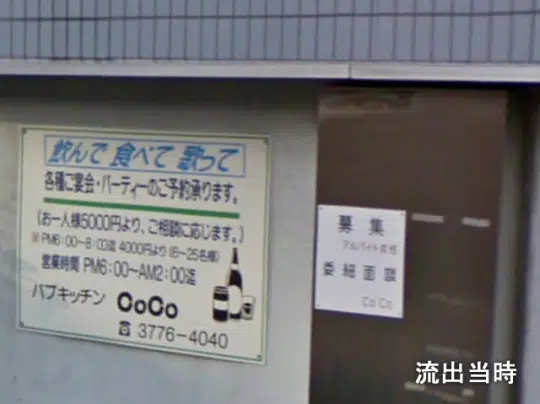 飲んで 食べて 歌って
各種ご宴会・パーティーのご予約承ります。
(お一人様5000円より、ご相談に応じます。)
※PM6:00〜8:00迄 4000円より(6〜25名様)
営業時間 PM6:00〜AM2:00迄
パブキッチン CoCo
☎3776-4040
募集
アルバイト女性
委細面談
CoCo
流出当時